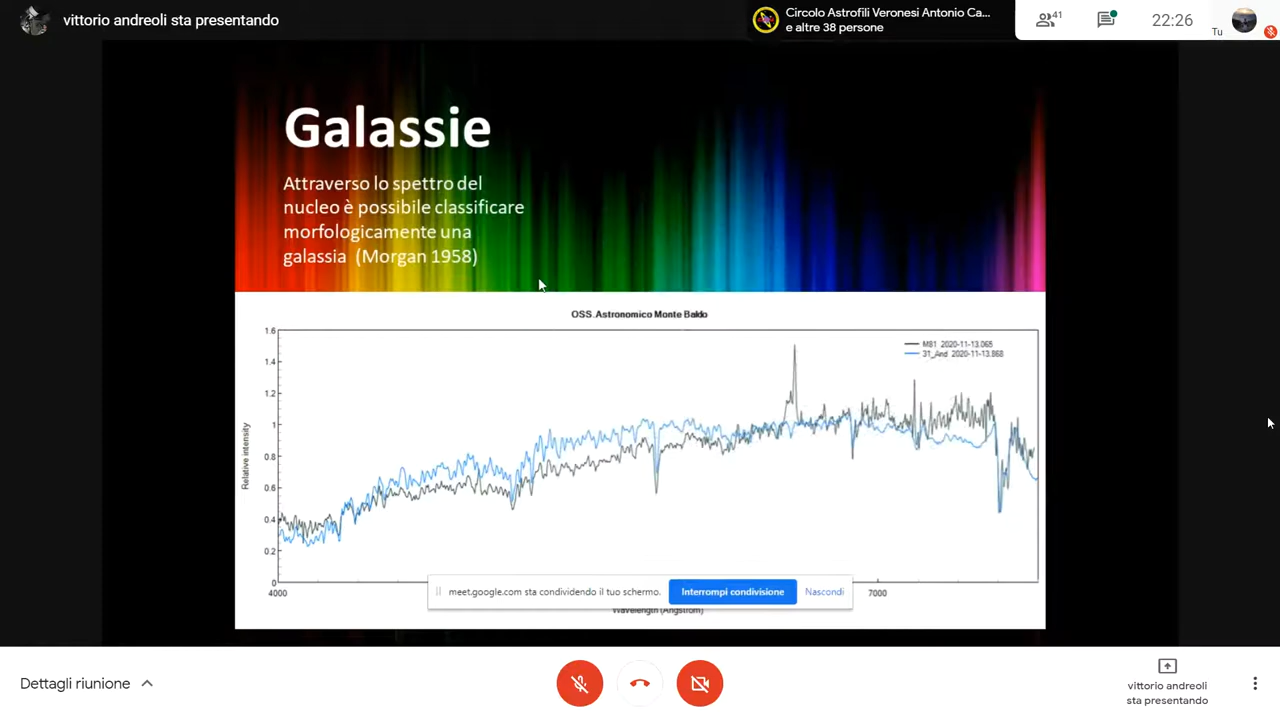 vittorio andreoli sta presentando
Circolo Astrofili Veronesi Antonio Ca...
e altre 38 persone
41
22:26
Tu
Galassie
Attraverso lo spettro del
nucleo è possibile classificare
morfologicamente una
galassia (Morgan 1958)
OSS. Astronomico Monte Baldo
M81 2020-11-13.065
31_And 2020-11-13.868
1.6
1.4
1.2
1
0.8
0.6
0.4
0.2
0
Relative intensity
4000
7000
Wavelength (Angstrom)
meet.google.com sta condividendo il tuo schermo.
Interrompi condivisione
Nascondi
Dettagli riunione
vittorio andreoli
sta presentando